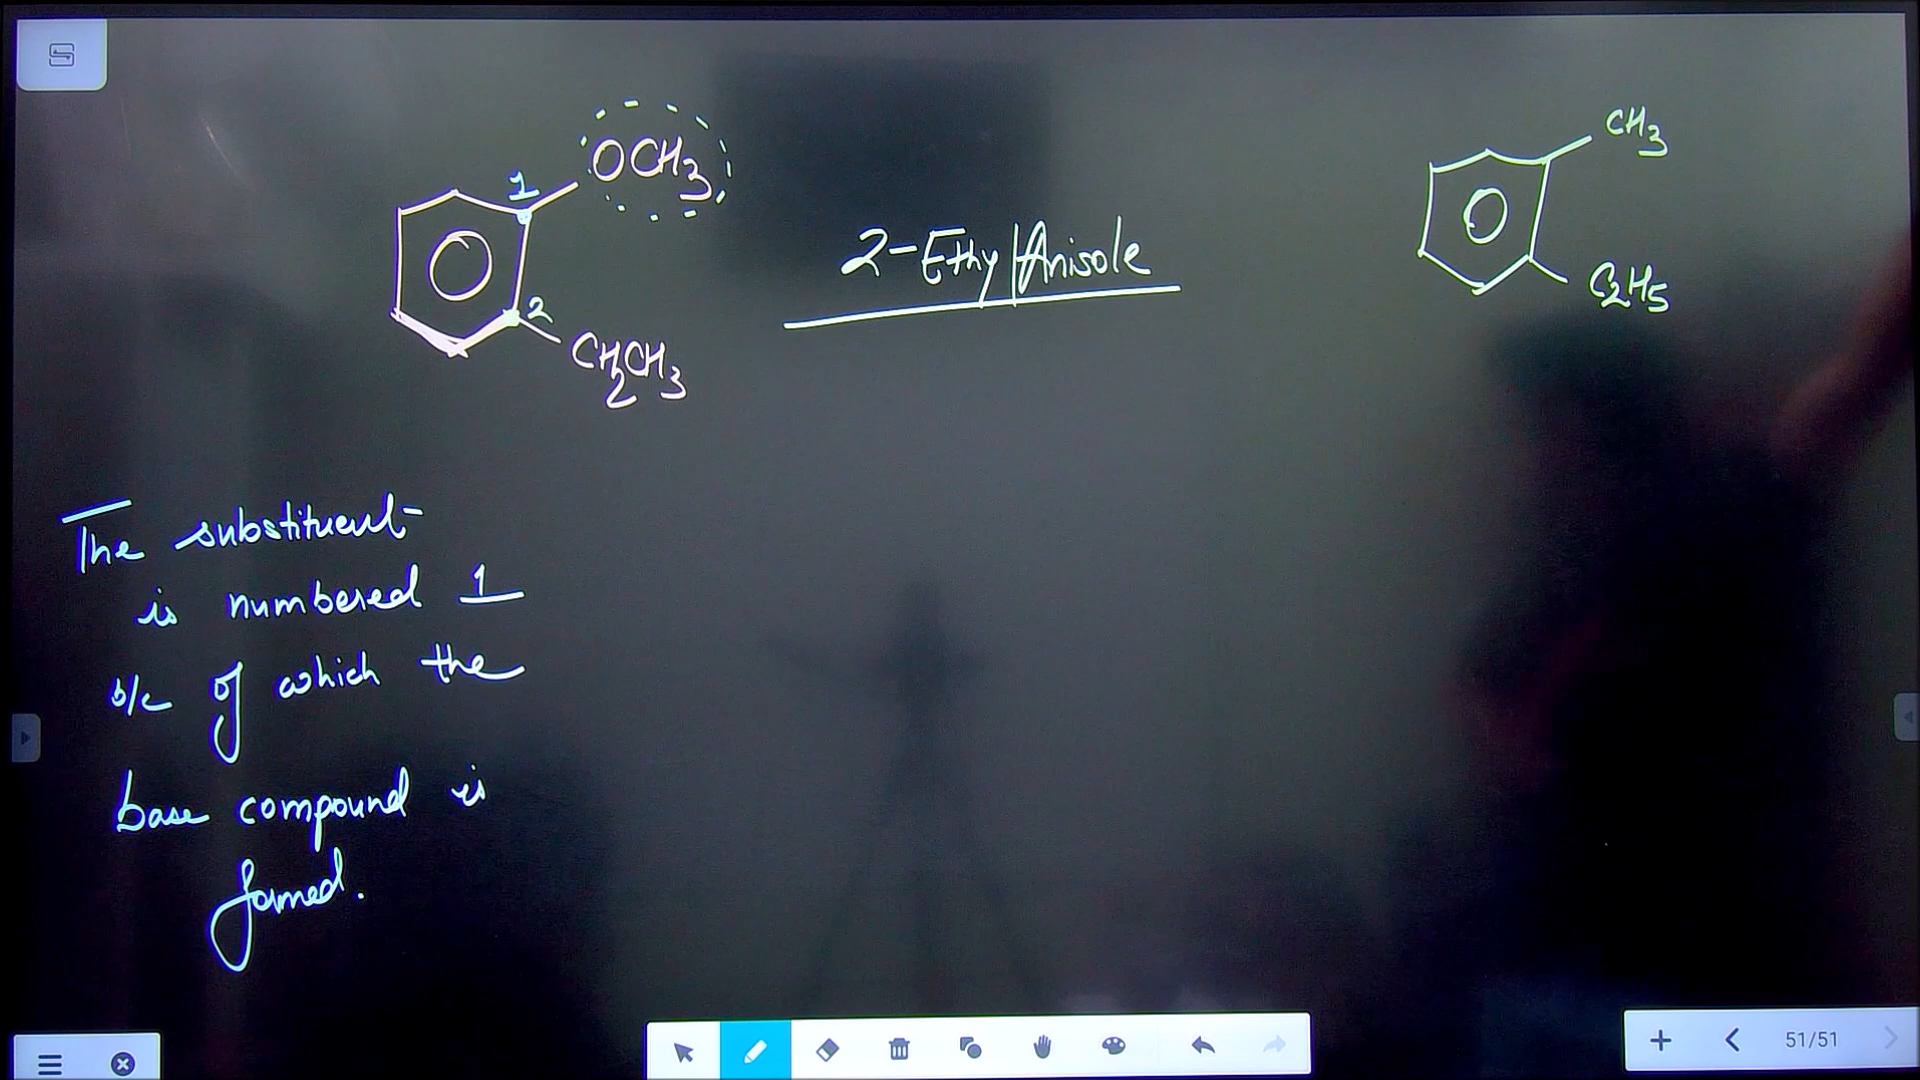 OCH3
1
2
CH2CH3
2-Ethyl Anisole
CH3
C2H5
The substituent
is numbered 1
b/c of which the
base compound is
formed.
51/51